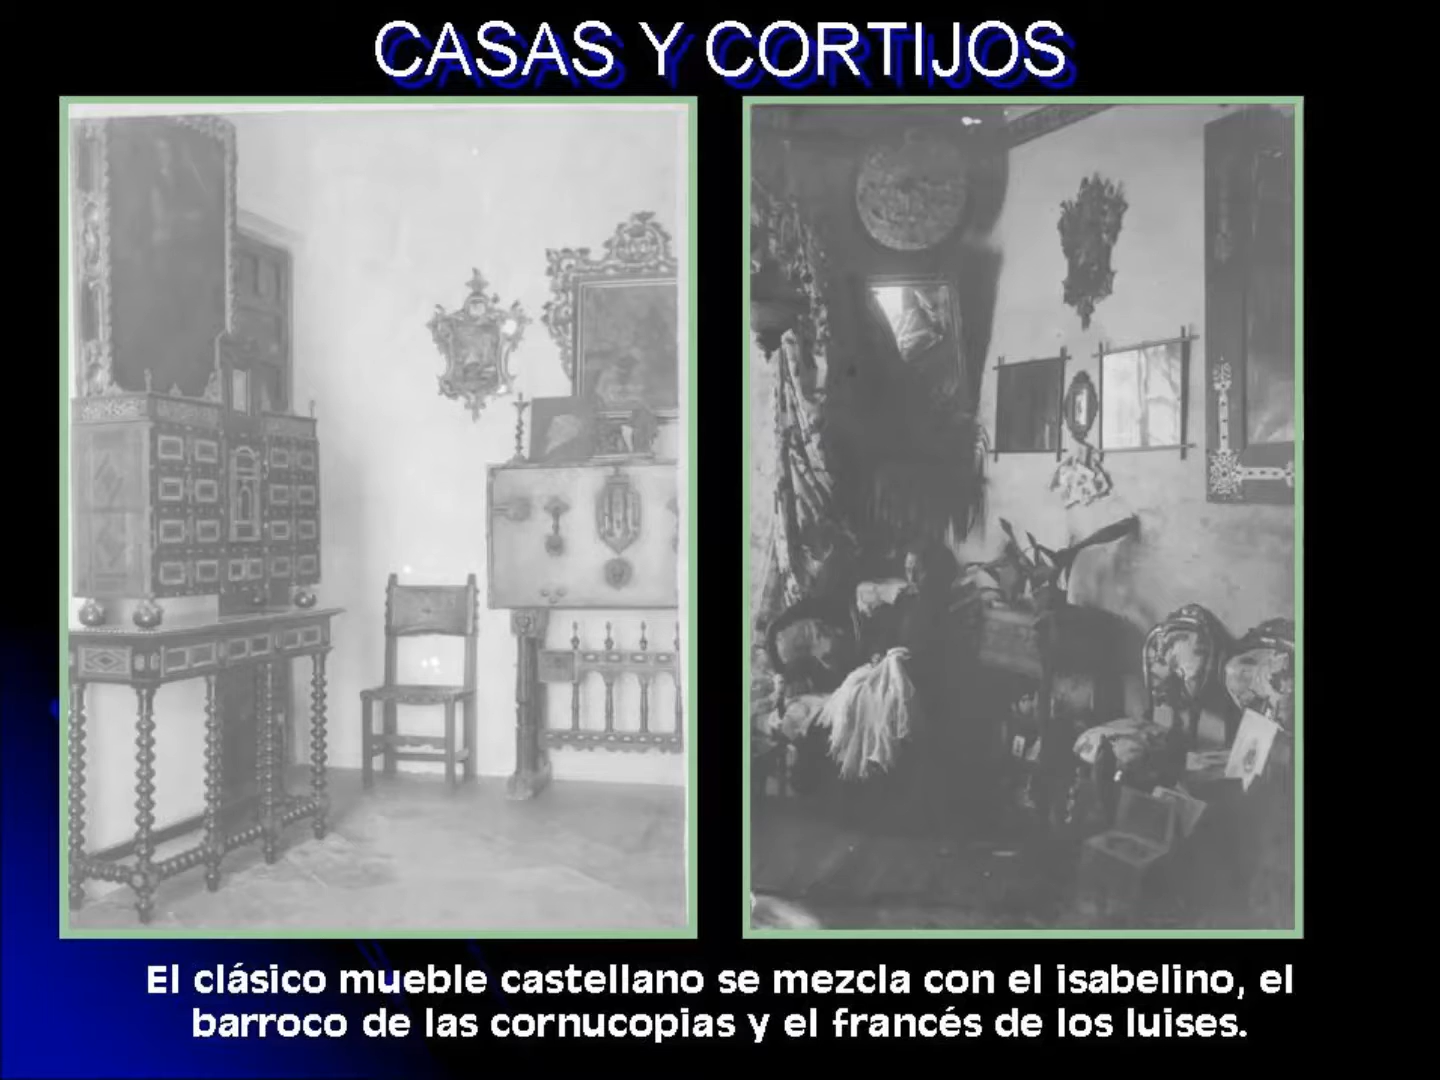 CASAS Y CORTIJOS
El clásico mueble castellano se mezcla con el isabelino, el
barroco de las cornucopias y el francés de los luises.